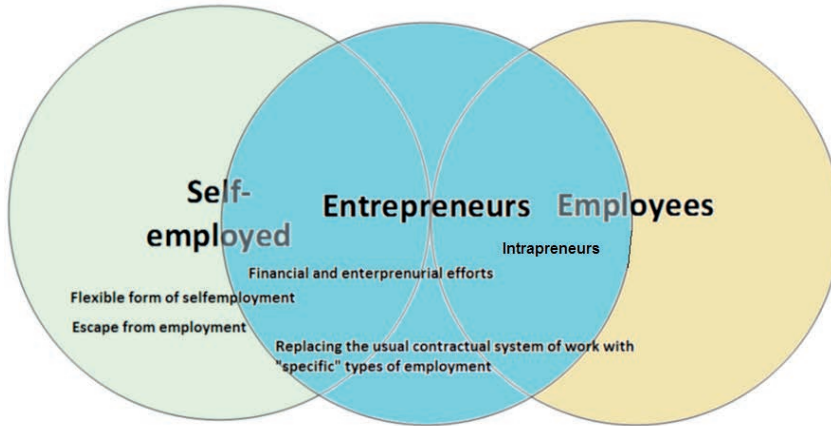 Self-
employed
Entrepreneurs
Employees
Intrapreneurs
Financial and enterprenurial efforts
Flexible form of selfemployment
Escape from employment
Replacing the usual contractual system of work with
"specific" types of employment